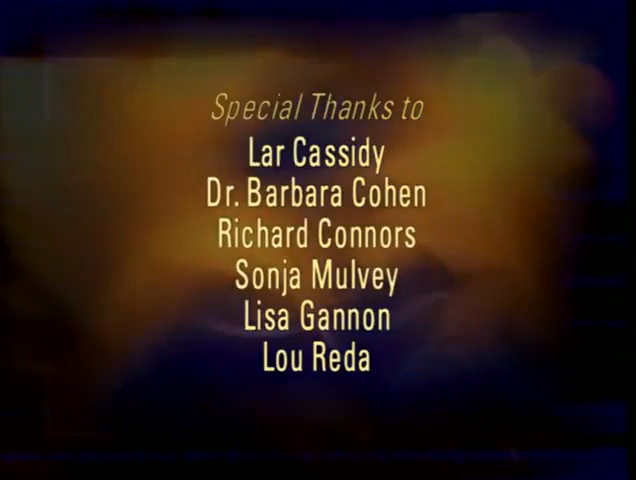 Special Thanks to
Lar Cassidy
Dr. Barbara Cohen
Richard Connors
Sonja Mulvey
Lisa Gannon
Lou Reda